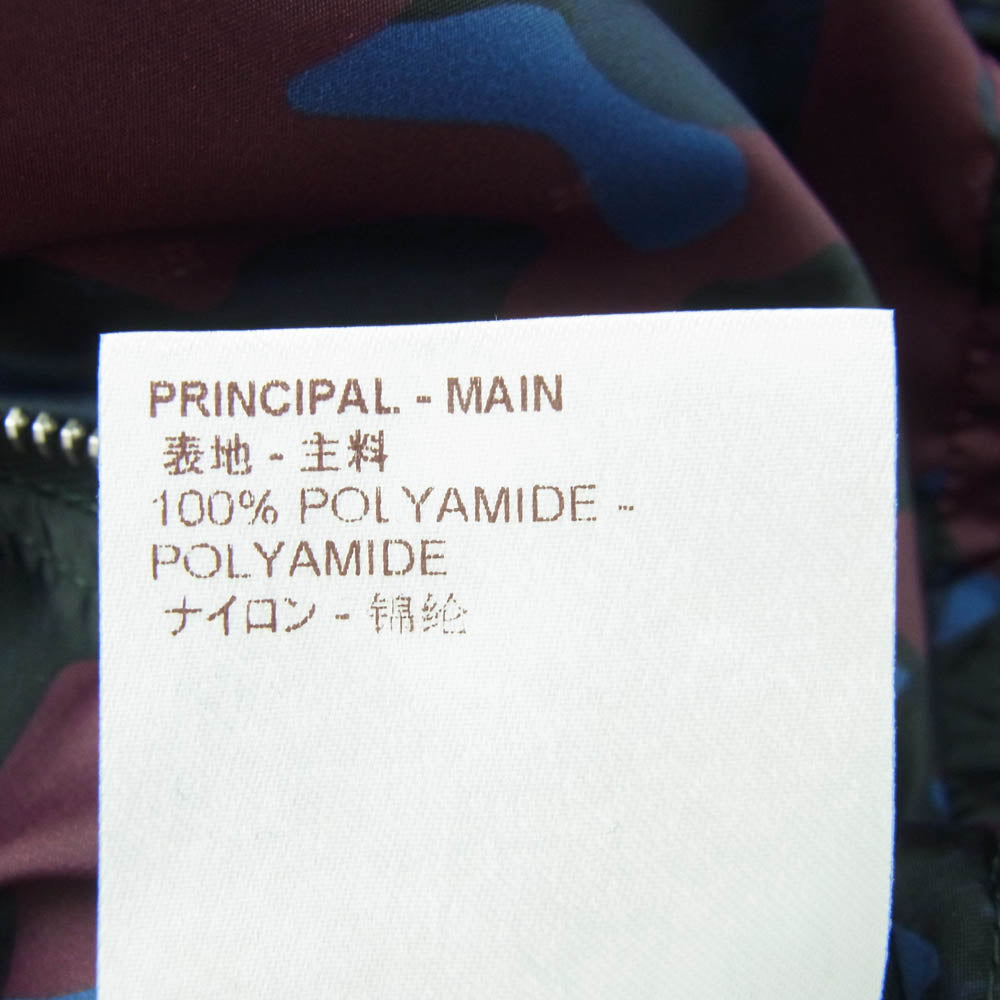 PRINCIPAL - MAIN
表地 - 主料
100% POLYAMIDE -
POLYAMIDE
ナイロン - 锦纶